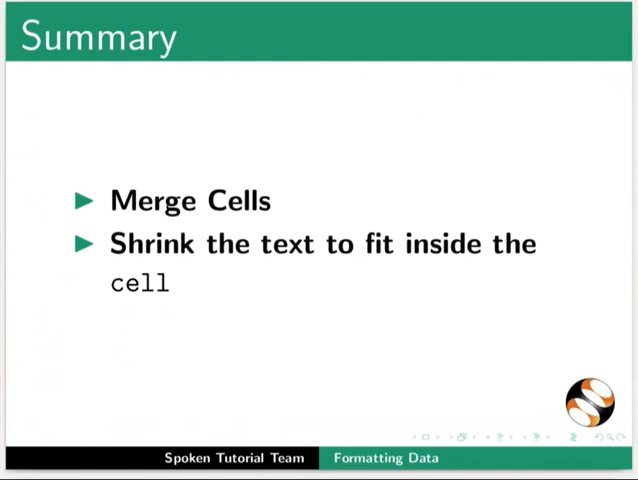 Summary
Merge Cells
Shrink the text to fit inside the
cell
Spoken Tutorial Team Formatting Data